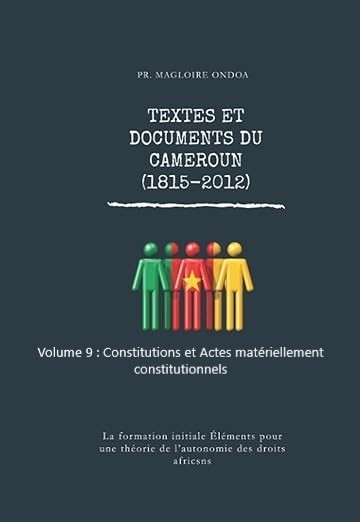 PR. MAGLOIRE ONDOA
TEXTES ET
DOCUMENTS DU
CAMEROUN
(1815-2012)
Volume 9 : Constitutions et Actes matériellement
constitutionnels
La formation initiale Éléments pour
une théorie de l'autonomie des droits
africsns